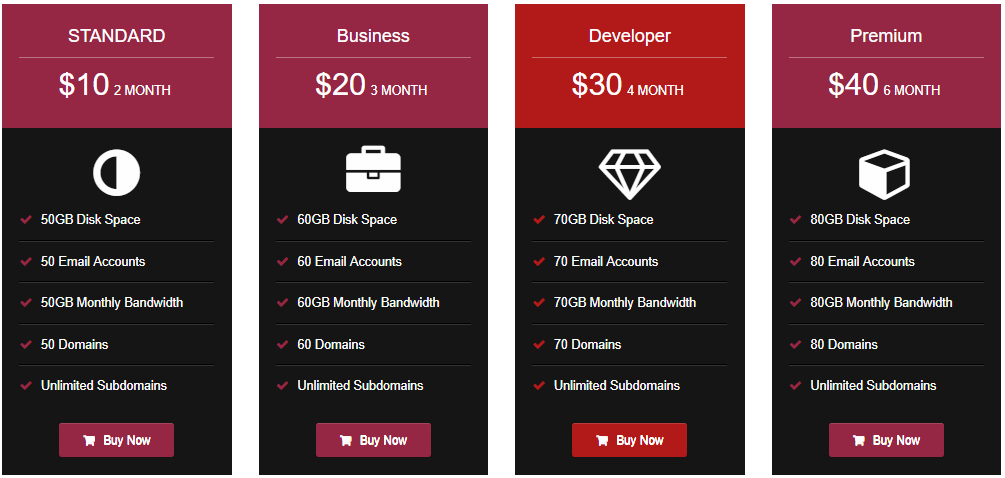 STANDARD
$10 2 MONTH
50GB Disk Space
50 Email Accounts
50GB Monthly Bandwidth
50 Domains
Unlimited Subdomains
Buy Now
Business
$20 3 MONTH
60GB Disk Space
60 Email Accounts
60GB Monthly Bandwidth
60 Domains
Unlimited Subdomains
Buy Now
Developer
$30 4 MONTH
70GB Disk Space
70 Email Accounts
70GB Monthly Bandwidth
70 Domains
Unlimited Subdomains
Buy Now
Premium
$40 6 MONTH
80GB Disk Space
80 Email Accounts
80GB Monthly Bandwidth
80 Domains
Unlimited Subdomains
Buy Now